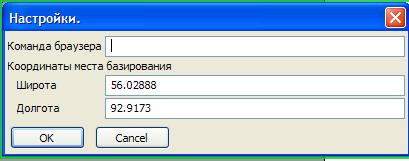 Настройки.
Команда браузера
Координаты места базирования
Широта 56.02888
Долгота 92.9173
OK Cancel